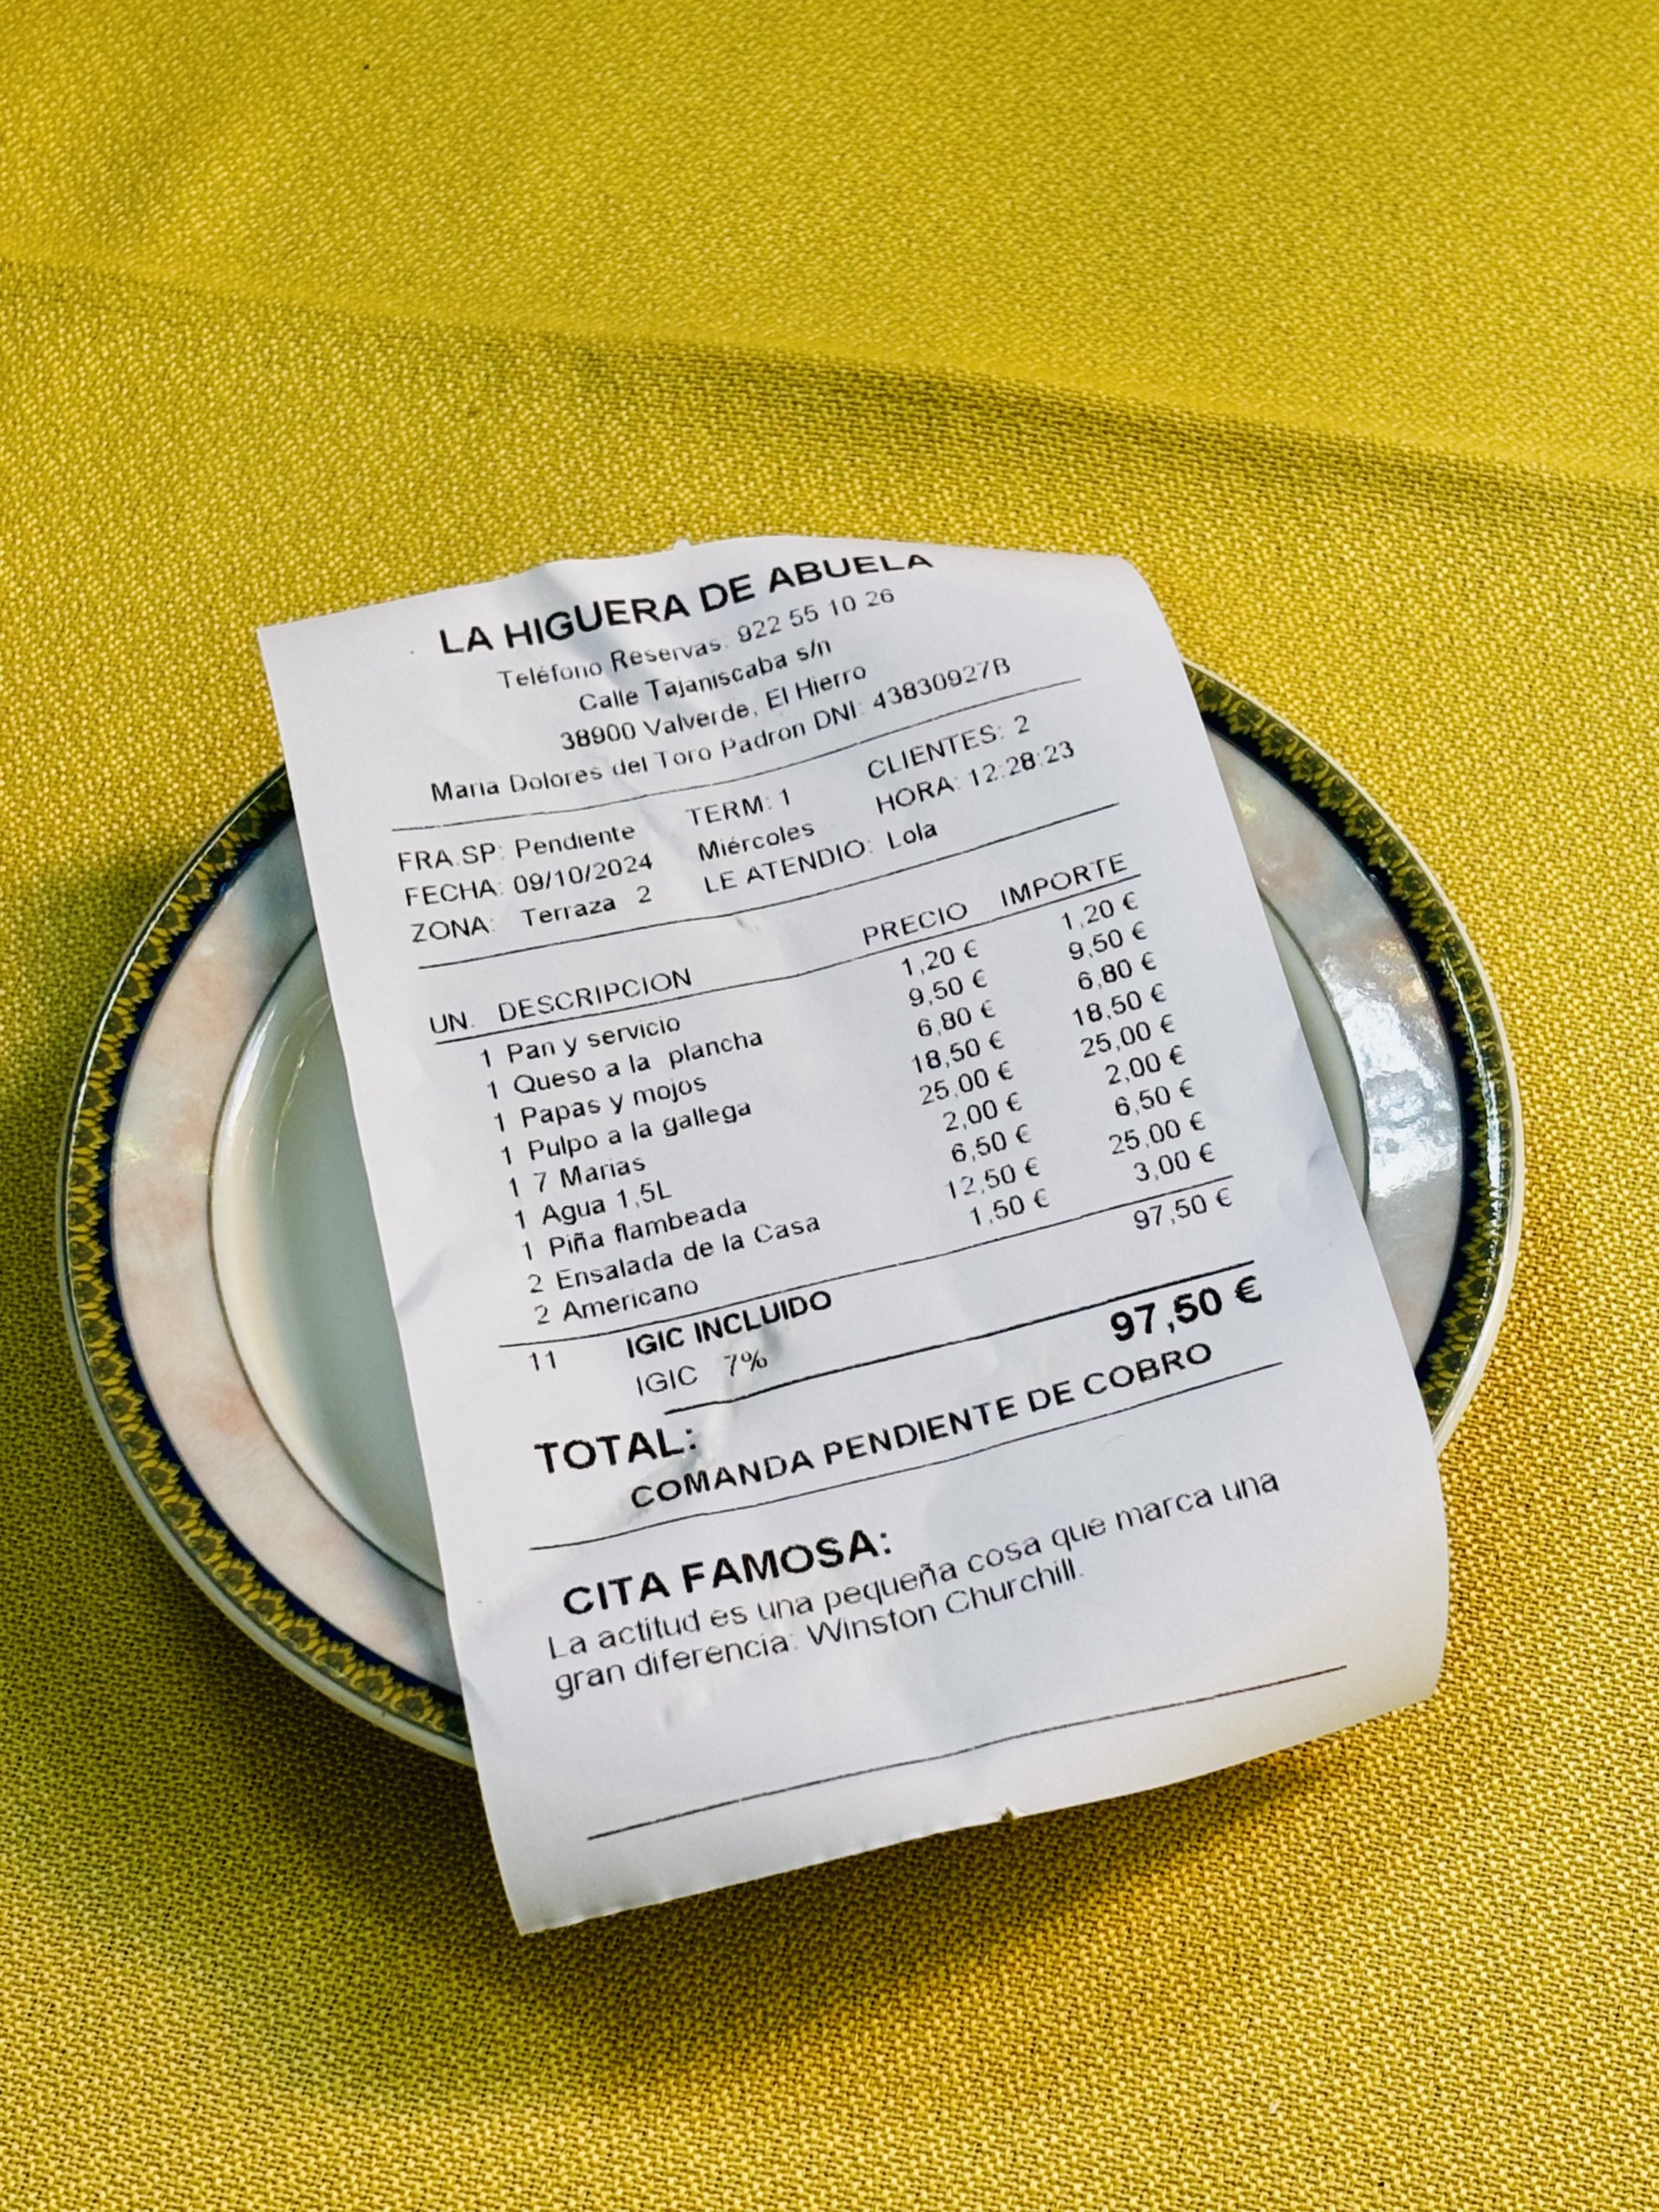 LA HIGUERA DE ABUELA
Teléfono Reservas: 922 55 10 26
Calle Tajaniscaba s/n
38900 Valverde, El Hierro
Maria Dolores del Toro Padron DNI: 43830927B
FRA.SP: Pendiente TERM: 1 CLIENTES: 2
FECHA: 09/10/2024 Miércoles HORA: 12:28:23
ZONA: Terraza 2 LE ATENDIO: Lola
UN. DESCRIPCION PRECIO IMPORTE
1 Pan y servicio 1,20 € 1,20 €
1 Queso a la plancha 9,50 € 9,50 €
1 Papas y mojos 6,80 € 6,80 €
1 Pulpo a la gallega 18,50 € 18,50 €
1 7 Marias 25,00 € 25,00 €
1 Agua 1,5L 2,00 € 2,00 €
1 Piña flambeada 6,50 € 6,50 €
2 Ensalada de la Casa 12,50 € 25,00 €
2 Americano 1,50 € 3,00 €
11 IGIC INCLUIDO 97,50 €
IGIC 7%
TOTAL: 97,50 €
COMANDA PENDIENTE DE COBRO
CITA FAMOSA:
La actitud es una pequeña cosa que marca una
gran diferencia. Winston Churchill.